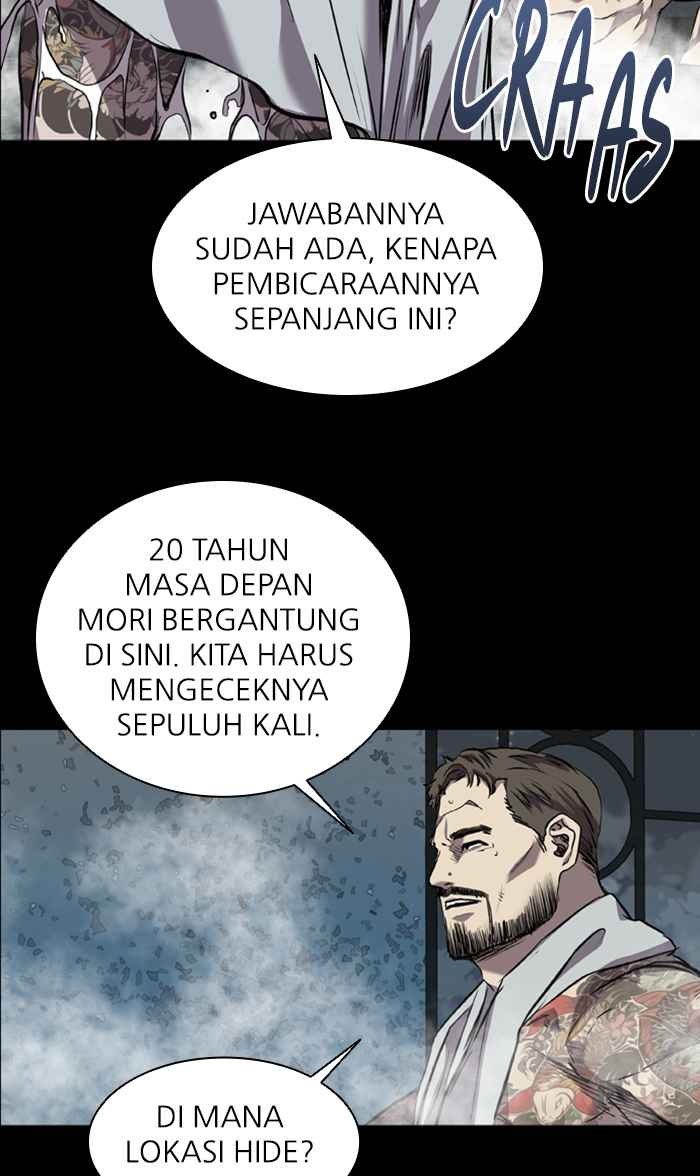 CRAAS
JAWABANNYA
SUDAH ADA, KENAPA
PEMBICARAANNYA
SEPANJANG INI?
20 TAHUN
MASA DEPAN
MORI BERGANTUNG
DI SINI. KITA HARUS
MENGECEKNYA
SEPULUH KALI.
DI MANA
LOKASI HIDE?